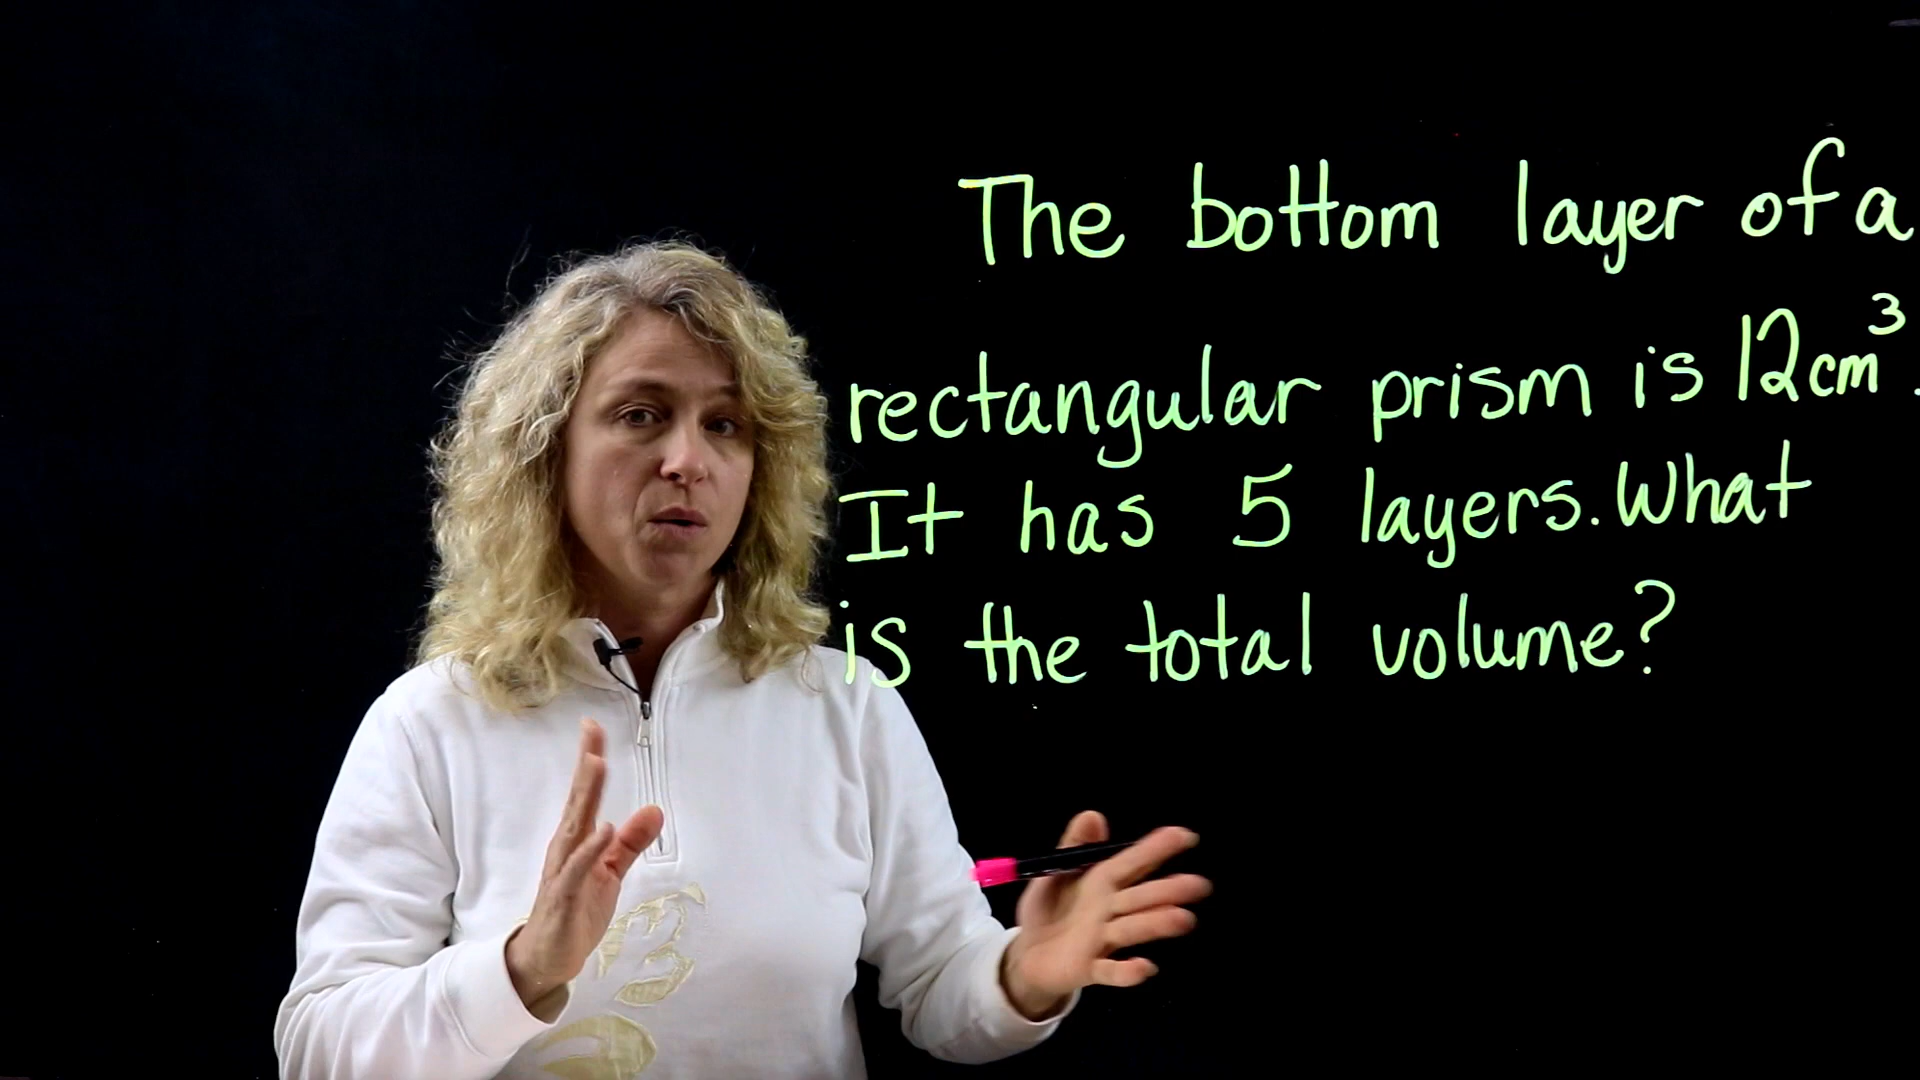 The bottom layer of a
rectangular prism is 12cm³.
It has 5 layers. What
is the total volume?